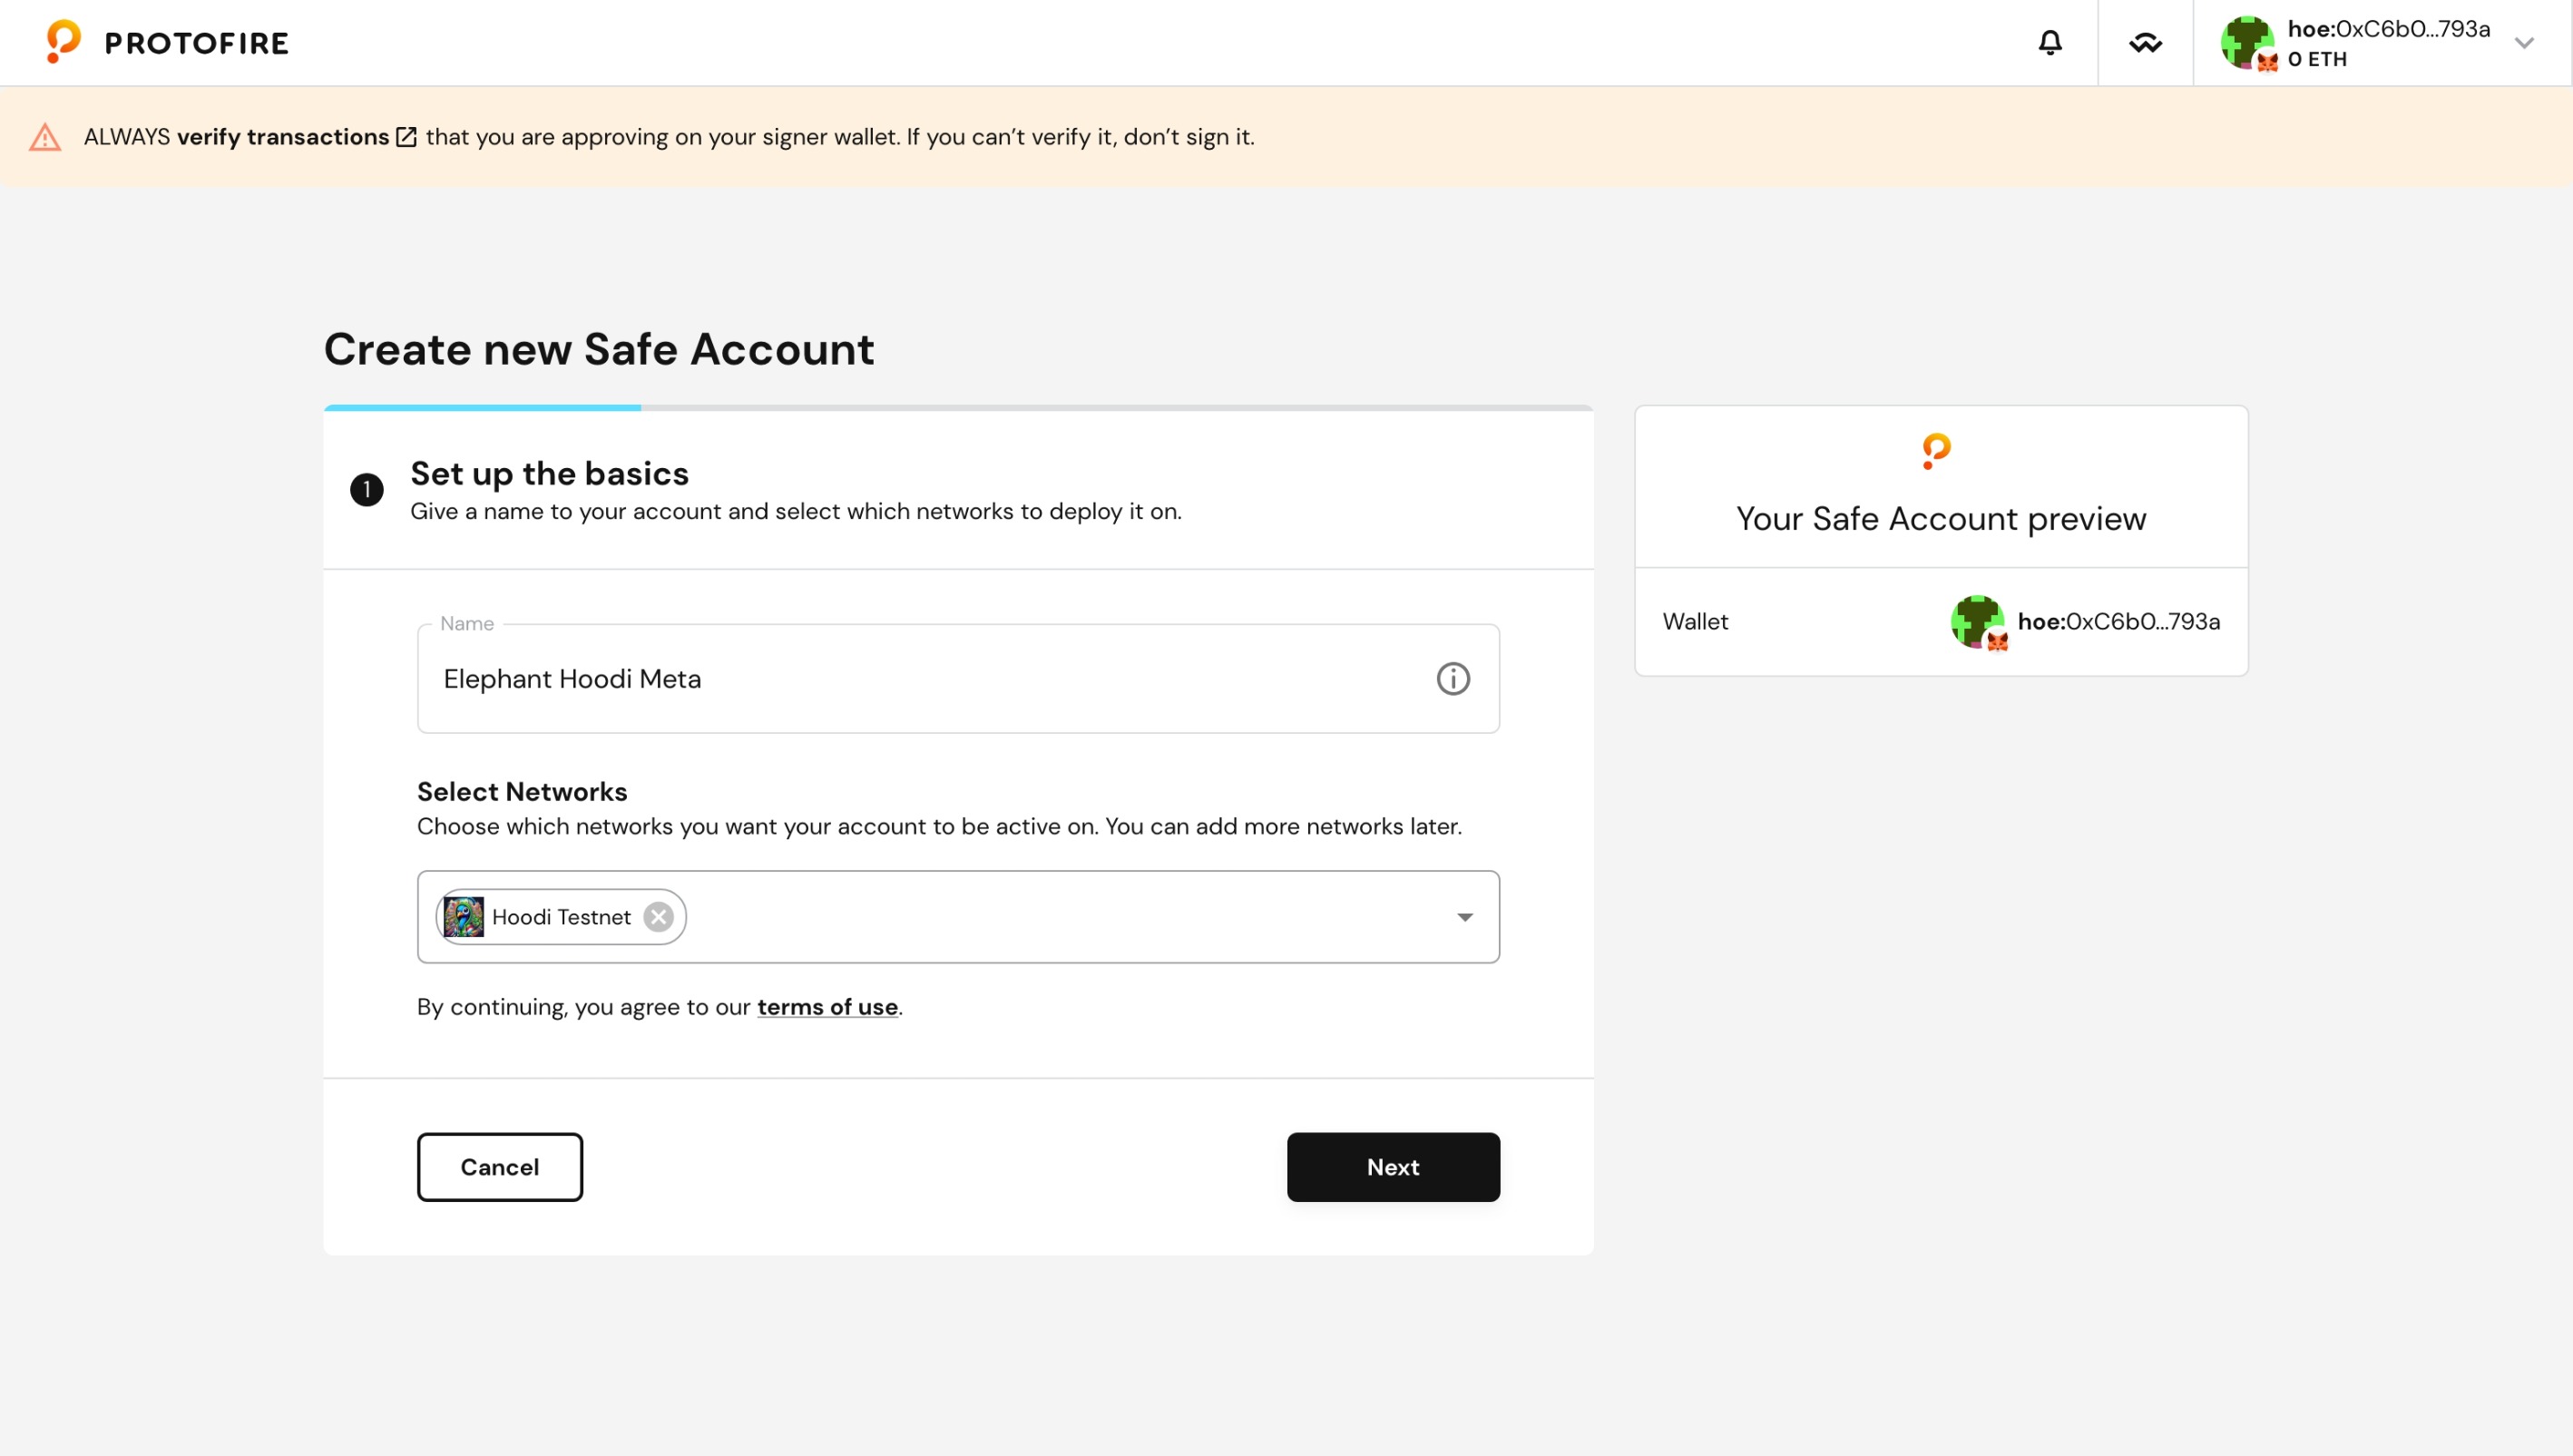 PROTOFIRE
hoe:0xC6b0...793a
0 ETH
ALWAYS verify transactions that you are approving on your signer wallet. If you can’t verify it, don’t sign it.
Create new Safe Account
1
Set up the basics
Give a name to your account and select which networks to deploy it on.
Name
Elephant Hoodi Meta
Select Networks
Choose which networks you want your account to be active on. You can add more networks later.
Hoodi Testnet
By continuing, you agree to our terms of use.
Cancel
Next
Your Safe Account preview
Wallet
hoe:0xC6b0...793a